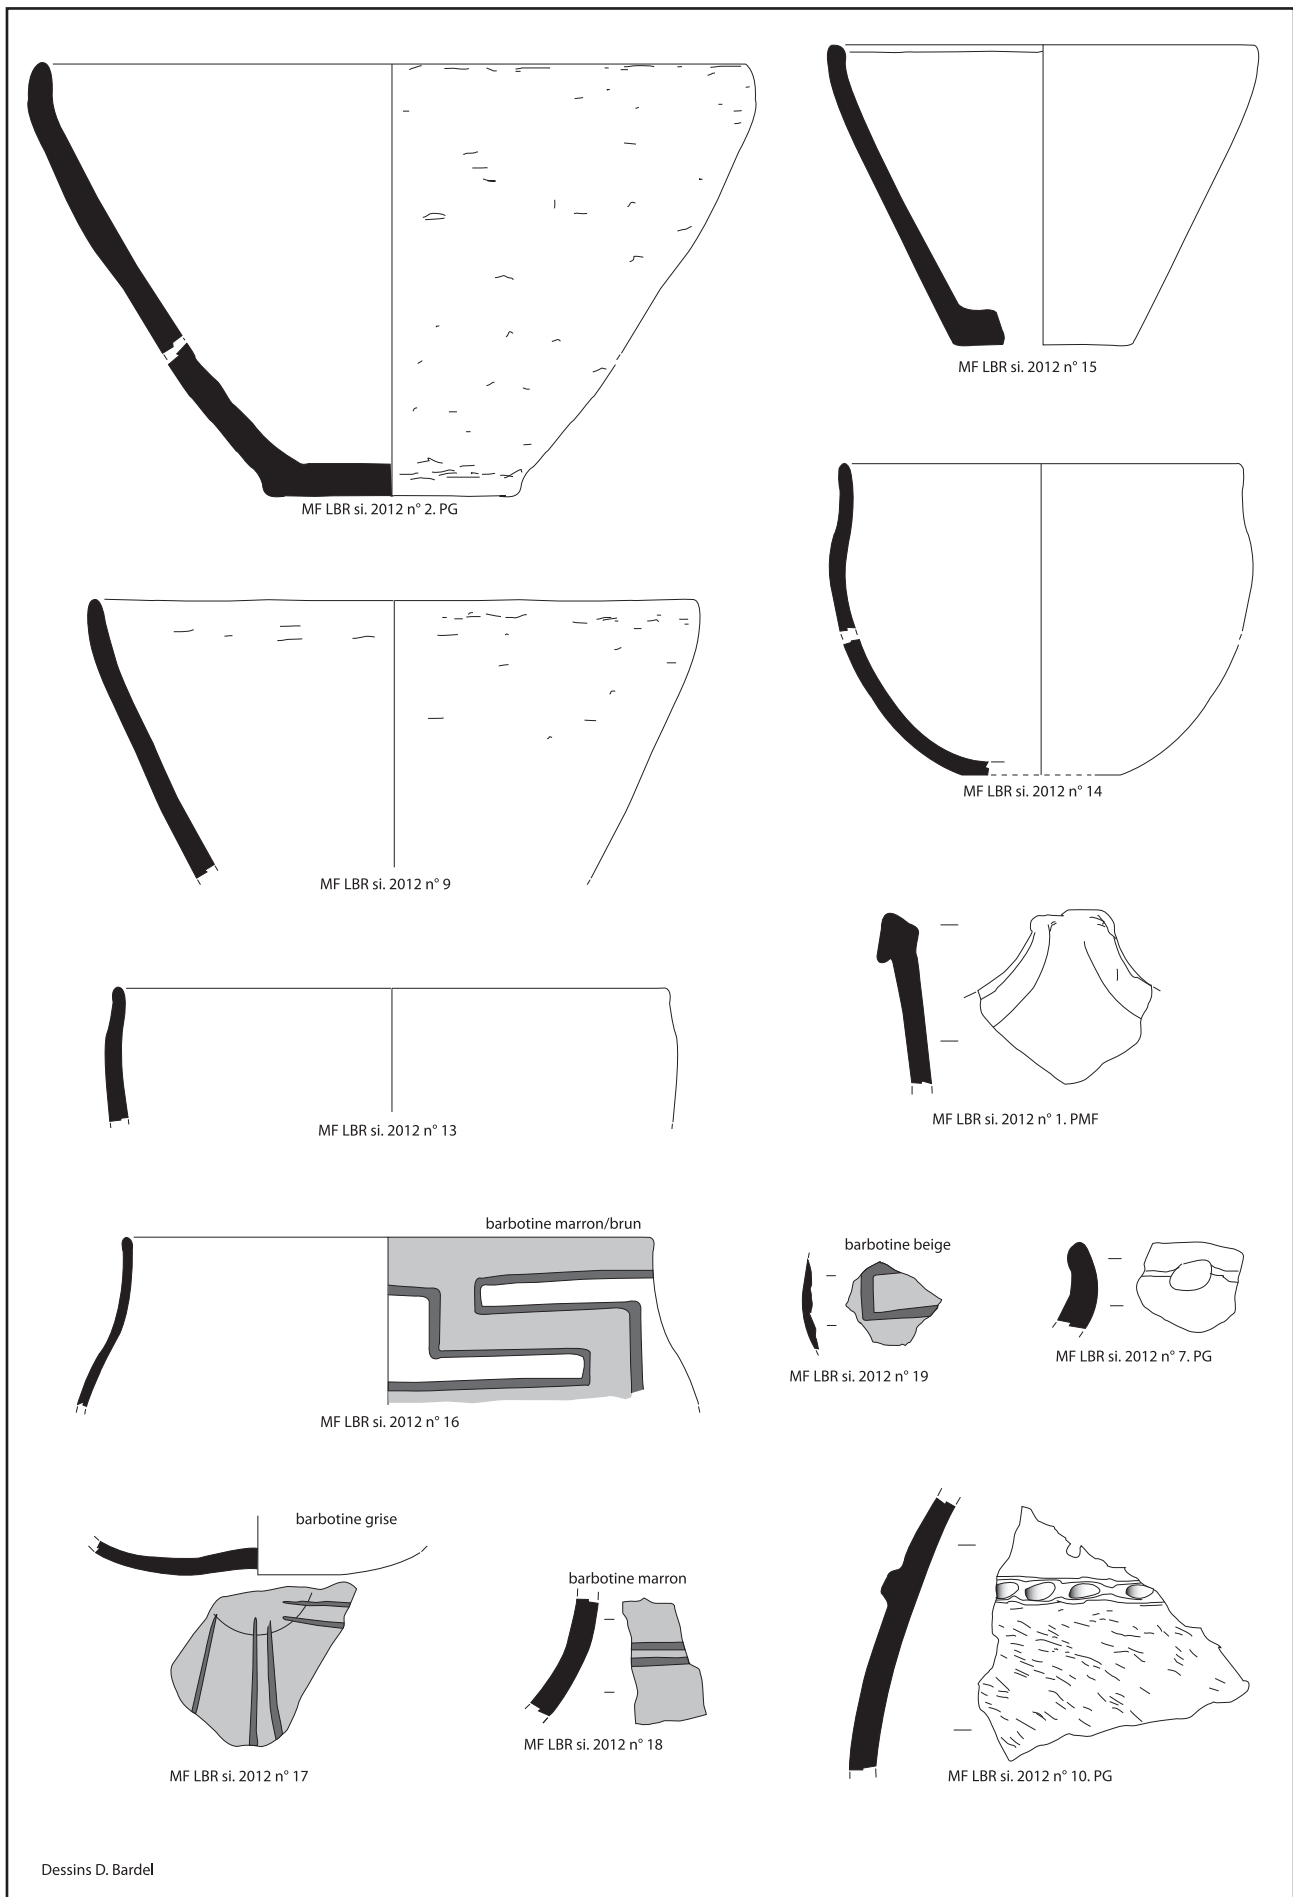 MF LBR si. 2012 n° 15
MF LBR si. 2012 n° 2. PG
MF LBR si. 2012 n° 14
MF LBR si. 2012 n° 9
MF LBR si. 2012 n° 1. PMF
MF LBR si. 2012 n° 13
barbotine marron/brun
barbotine beige
MF LBR si. 2012 n° 7. PG
MF LBR si. 2012 n° 19
MF LBR si. 2012 n° 16
barbotine grise
barbotine marron
MF LBR si. 2012 n° 18
MF LBR si. 2012 n° 17
MF LBR si. 2012 n° 10. PG
Dessins D. Bardel